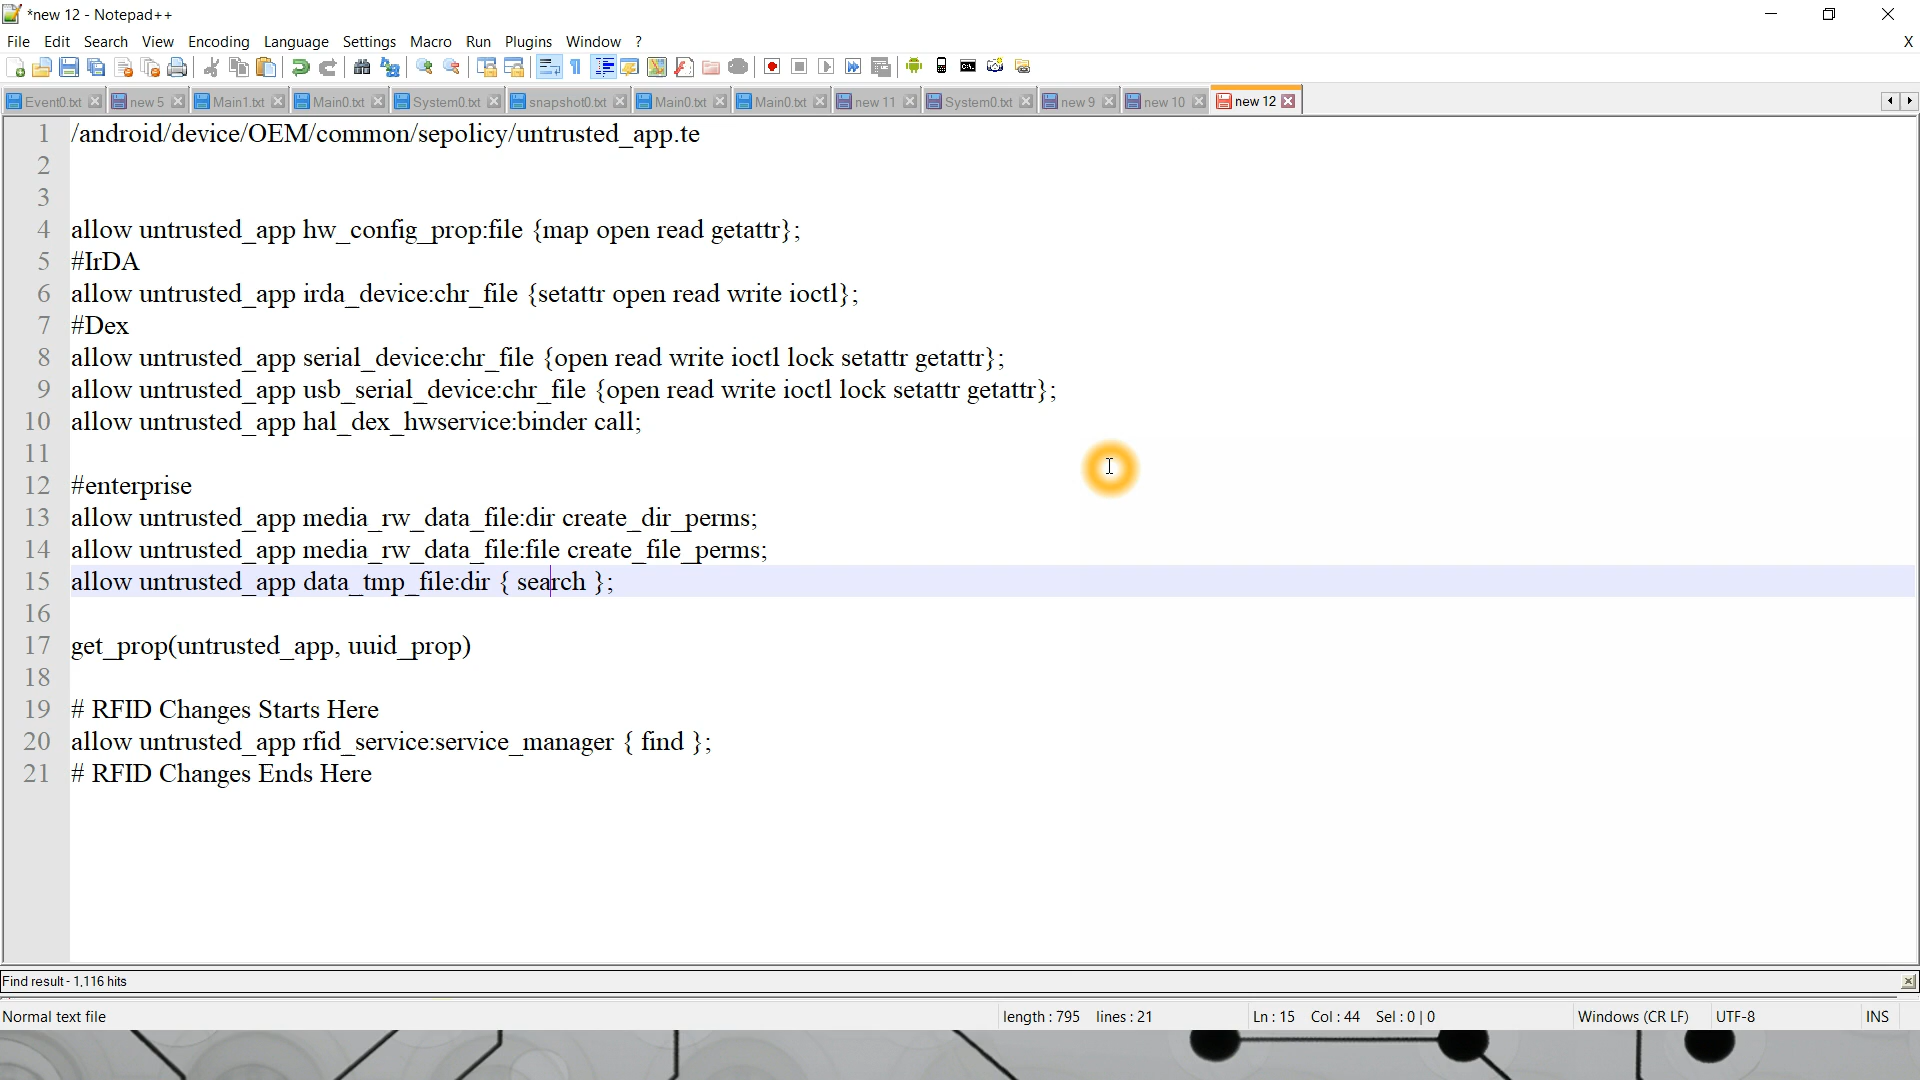 *new 12 - Notepad++
File Edit Search View Encoding Language Settings Macro Run Plugins Window ?
X
Event0.txt new 5 Main1.txt Main0.txt System0.txt snapshot0.txt Main0.txt Main0.txt new 11 System0.txt new 9 new 10 new 12
1 /android/device/OEM/common/sepolicy/untrusted_app.te
2
3
4 allow untrusted_app hw_config_prop:file {map open read getattr};
5 #IrDA
6 allow untrusted_app irda_device:chr_file {setattr open read write ioctl};
7 #Dex
8 allow untrusted_app serial_device:chr_file {open read write ioctl lock setattr getattr};
9 allow untrusted_app usb_serial_device:chr_file {open read write ioctl lock setattr getattr};
10 allow untrusted_app hal_dex_hwservice:binder call;
11
12 #enterprise
13 allow untrusted_app media_rw_data_file:dir create_dir_perms;
14 allow untrusted_app media_rw_data_file:file create_file_perms;
15 allow untrusted_app data_tmp_file:dir { search };
16
17 get_prop(untrusted_app, uuid_prop)
18
19 # RFID Changes Starts Here
20 allow untrusted_app rfid_service:service_manager { find };
21 # RFID Changes Ends Here
Find result - 1,116 hits
Normal text file length : 795 lines : 21 Ln : 15 Col : 44 Sel : 0 | 0 Windows (CR LF) UTF-8 INS